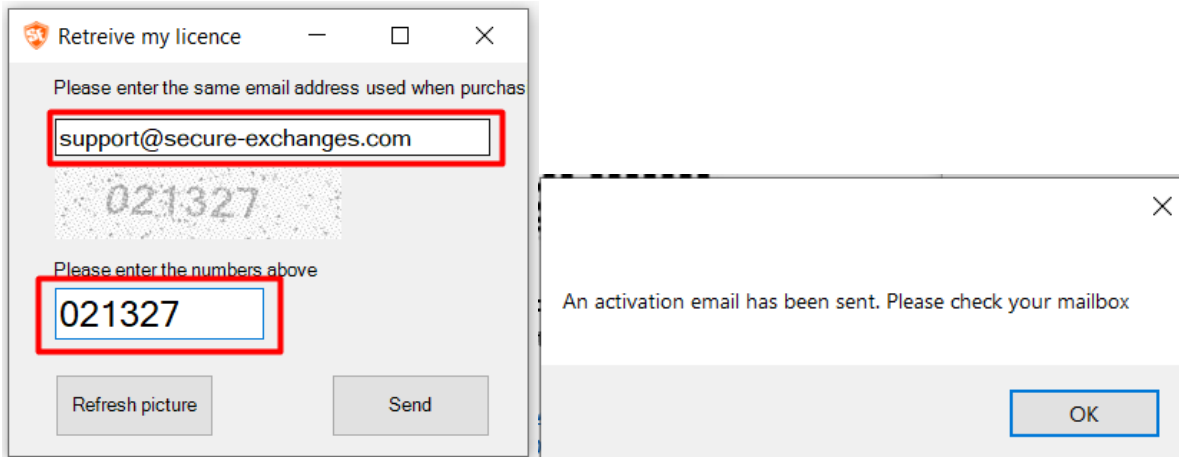 Retreive my licence
Please enter the same email address used when purchas
support@secure-exchanges.com
021327
Please enter the numbers above
021327
Refresh picture
Send
An activation email has been sent. Please check your mailbox
OK